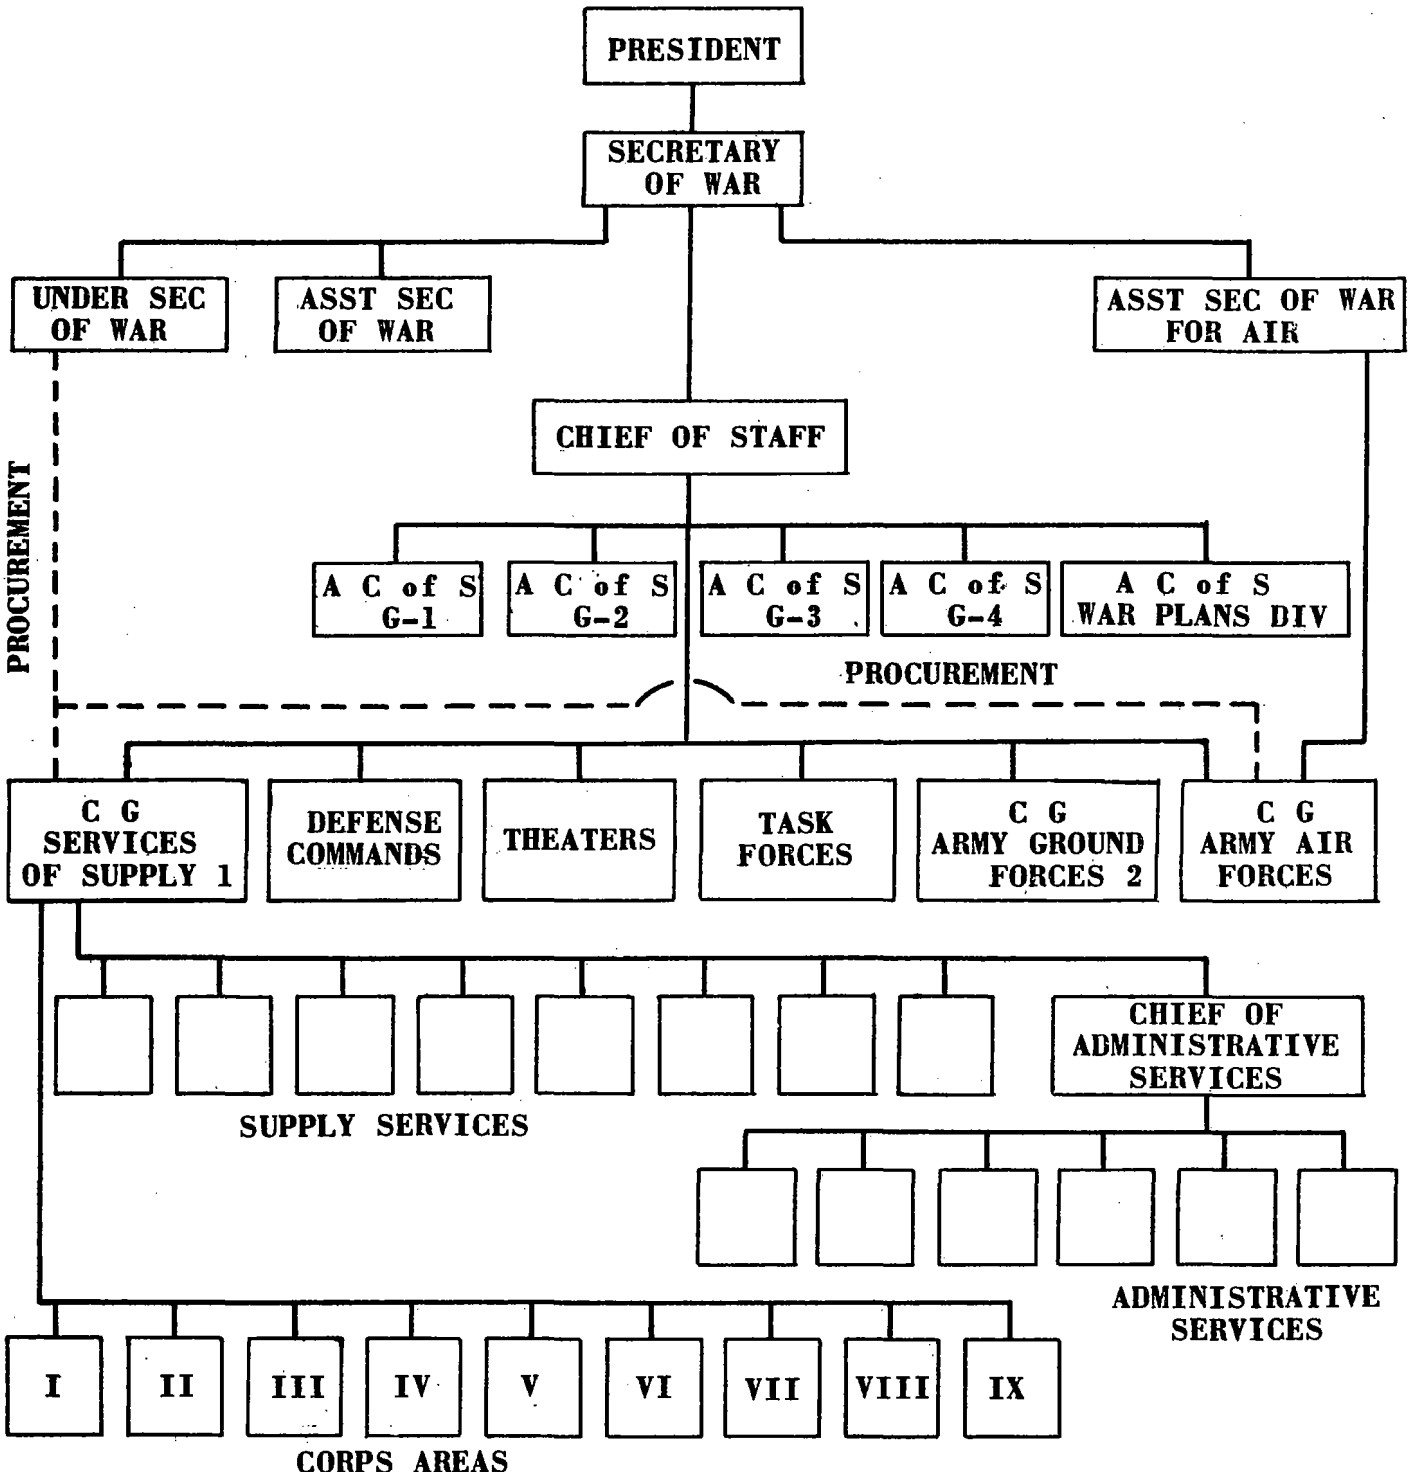 PRESIDENT
SECRETARY
OF WAR
UNDER SEC
OF WAR
ASST SEC
OF WAR
ASST SEC OF WAR
FOR AIR
CHIEF OF STAFF
PROCUREMENT
A C of S
G-1
A C of S
G-2
A C of S
G-3
A C of S
G-4
A C of S
WAR PLANS DIV
PROCUREMENT
C G
SERVICES
OF SUPPLY 1
DEFENSE
COMMANDS
THEATERS
TASK
FORCES
C G
ARMY GROUND
FORCES 2
C G
ARMY AIR
FORCES
CHIEF OF
ADMINISTRATIVE
SERVICES
SUPPLY SERVICES
ADMINISTRATIVE
SERVICES
I
II
III
IV
V
VI
VII
VIII
IX
CORPS AREAS